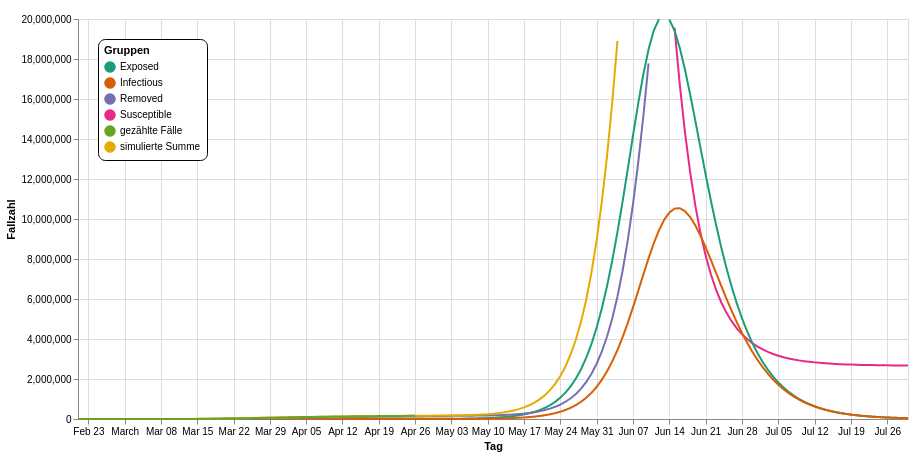 20,000,000
18,000,000
16,000,000
14,000,000
12,000,000
10,000,000
8,000,000
6,000,000
4,000,000
2,000,000
0
Fallzahl
Gruppen
Exposed
Infectious
Removed
Susceptible
gezählte Fälle
simulierte Summe
Feb 23 March Mar 08 Mar 15 Mar 22 Mar 29 Apr 05 Apr 12 Apr 19 Apr 26 May 03 May 10 May 17 May 24 May 31 Jun 07 Jun 14 Jun 21 Jun 28 Jul 05 Jul 12 Jul 19 Jul 26
Tag